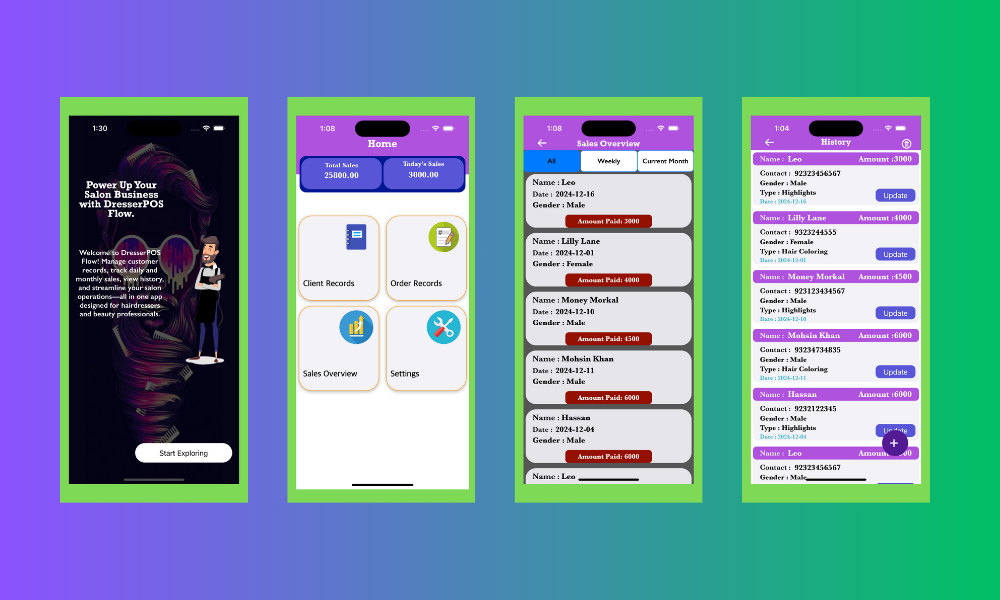 1:30
Power Up Your
Salon Business
with DresserPOS
Flow.
Welcome to DresserPOS
Flow! Manage customer
records, track daily and
monthly sales, view history,
and streamline your salon
operations—all in one app
designed for hairdressers
and beauty professionals.
Start Exploring
1:08
Home
Total Sales
25800.00
Today's Sales
3000.00
Client Records
Order Records
Sales Overview
Settings
1:08
Sales Overview
All
Weekly
Current Month
Name : Leo
Date : 2024-12-16
Gender : Male
Amount Paid: 3000
Name : Lilly Lane
Date : 2024-12-01
Gender : Female
Amount Paid: 4000
Name : Money Morkal
Date : 2024-12-10
Gender : Male
Amount Paid: 4500
Name : Mohsin Khan
Date : 2024-12-11
Gender : Male
Amount Paid: 6000
Name : Hassan
Date : 2024-12-04
Gender : Male
Amount Paid: 6000
Name : Leo
1:04
History
Name : Leo Amount :3000
Contact : 92323456567
Gender : Male
Type : Highlights
Date : 2024-12-16
Update
Name : Lilly Lane Amount :4000
Contact : 9323244555
Gender : Female
Type : Hair Coloring
Date : 2024-12-01
Update
Name : Money Morkal Amount :4500
Contact : 923123434567
Gender : Male
Type : Highlights
Date : 2024-12-10
Update
Name : Mohsin Khan Amount :6000
Contact : 93234734835
Gender : Male
Type : Hair Coloring
Date : 2024-12-11
Update
Name : Hassan Amount :6000
Contact : 9232122345
Gender : Male
Type : Highlights
Date : 2024-12-04
Update
+
Name : Leo
Contact : 92323456567
Gender : Male